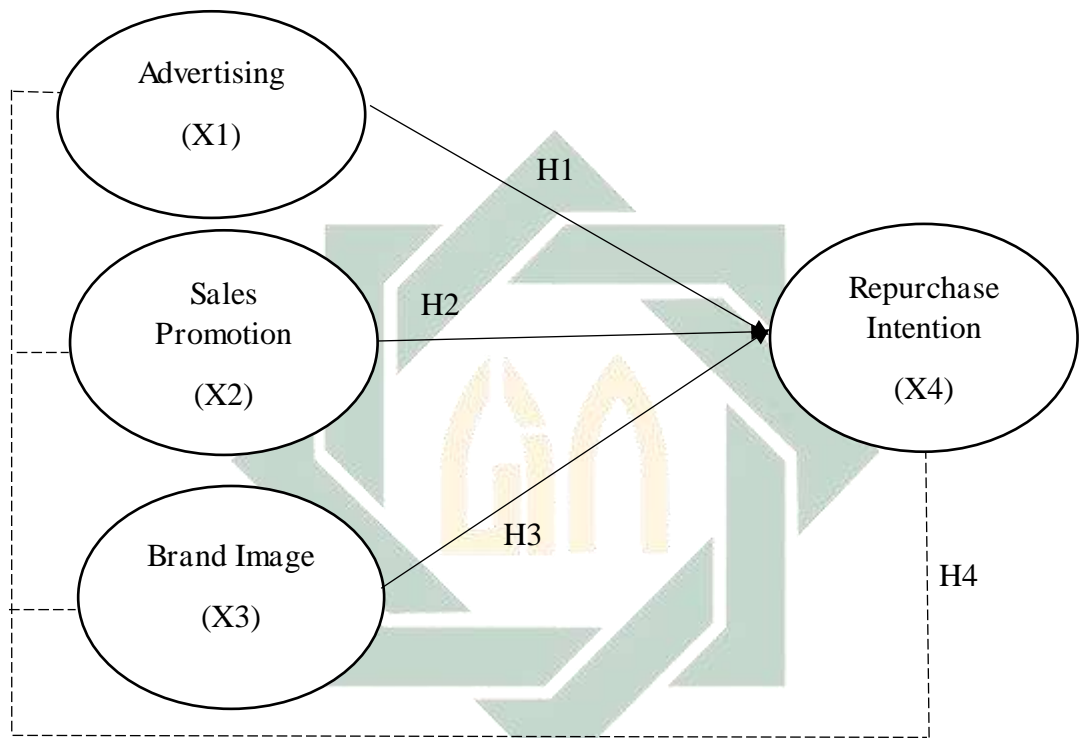 Advertising
(X1)
H1
Sales
Promotion
(X2)
H2
Repurchase
Intention
(X4)
Brand Image
(X3)
H3
H4